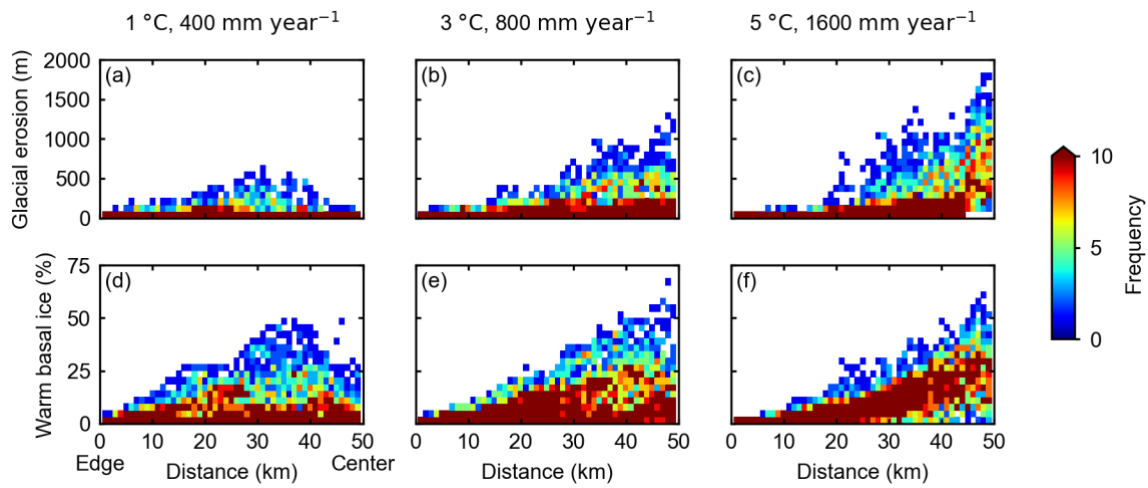 1 °C, 400 mm year⁻¹ 3 °C, 800 mm year⁻¹ 5 °C, 1600 mm year⁻¹
Glacial erosion (m)
2000
1500
1000
500
0
(a) (b) (c)
Warm basal ice (%)
75
50
25
0
(d) (e) (f)
0 10 20 30 40 50 0 10 20 30 40 50 0 10 20 30 40 50
Edge Distance (km) Center Distance (km) Distance (km)
10
5
0
Frequency